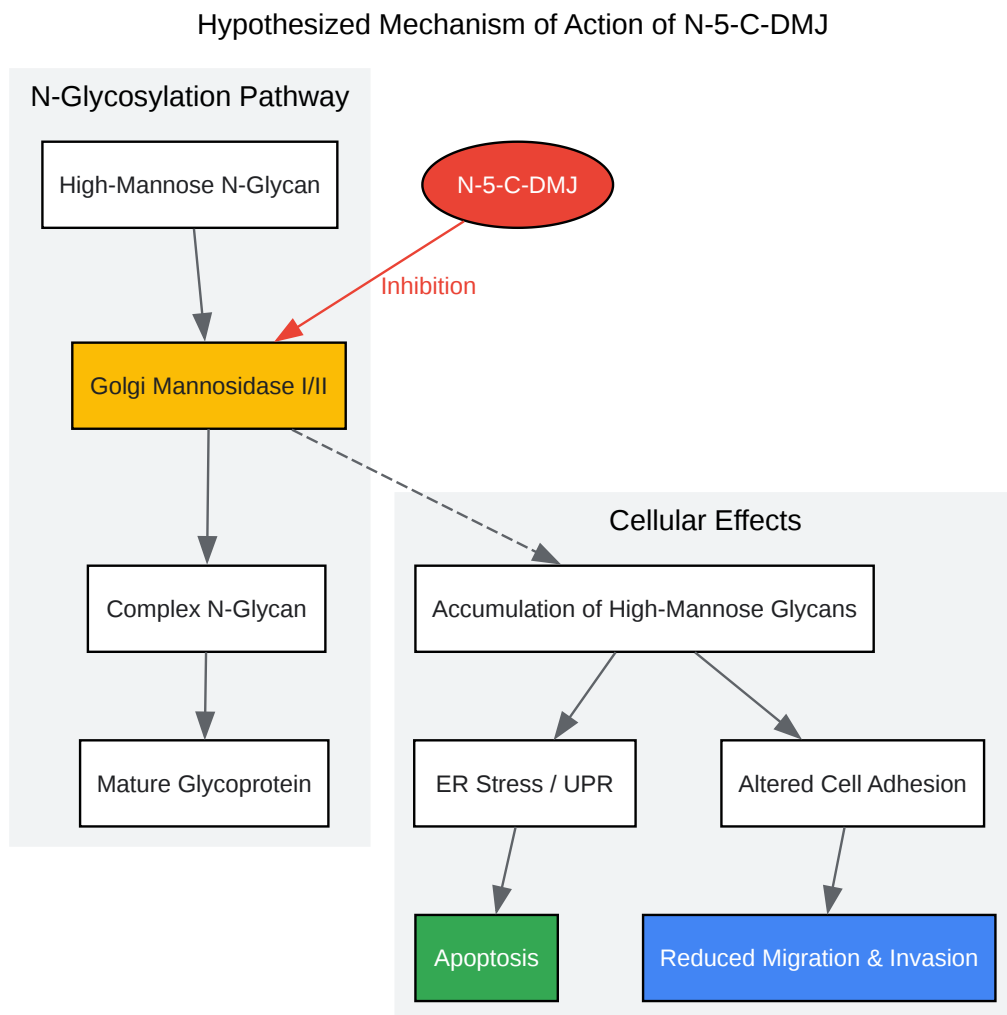 Hypothesized Mechanism of Action of N-5-C-DMJ
N-Glycosylation Pathway
High-Mannose N-Glycan
N-5-C-DMJ
Inhibition
Golgi Mannosidase I/II
Cellular Effects
Complex N-Glycan
Accumulation of High-Mannose Glycans
Mature Glycoprotein
ER Stress / UPR
Altered Cell Adhesion
Apoptosis
Reduced Migration & Invasion